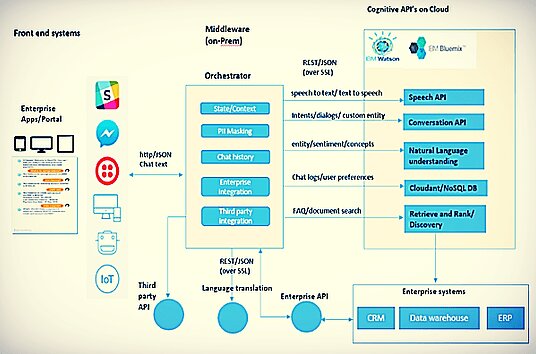 Front end systems
Middleware
(on-Prem)
Cognitive API's on Cloud
IBM
Watson
IBM Bluemix™
REST/JSON
(over SSL)
Orchestrator
Enterprise
Apps/Portal
http/JSON
Chat text
State/Context
PII Masking
Chat history
Enterprise
Integration
Third party
Integration
speech to text/ text to speech
Intents/dialogs/ custom entity
entity/sentiment/concepts
Chat logs/user preferences
FAQ/document search
Speech API
Conversation API
Natural Language
understanding
Cloudant/NoSQL DB
Retrieve and Rank/
Discovery
IoT
REST/JSON
(over SSL)
Third
party
API
Language translation
Enterprise API
Enterprise systems
CRM
Data warehouse
ERP